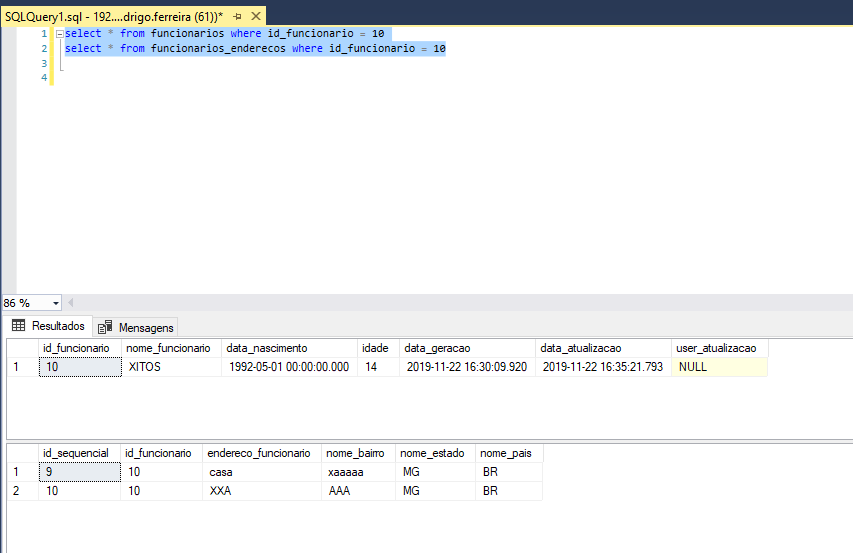 SQLQuery1.sql - 192....drigo.ferreira (61))*
1 select * from funcionarios where id_funcionario = 10
2 select * from funcionarios_enderecos where id_funcionario = 10
3
4
86 %
Resultados Mensagens
id_funcionario nome_funcionario data_nascimento idade data_geracao data_atualizacao user_atualizacao
1 10 XITOS 1992-05-01 00:00:00.000 14 2019-11-22 16:30:09.920 2019-11-22 16:35:21.793 NULL
id_sequencial id_funcionario endereco_funcionario nome_bairro nome_estado nome_pais
1 9 10 casa xaaaaa MG BR
2 10 10 XXA AAA MG BR